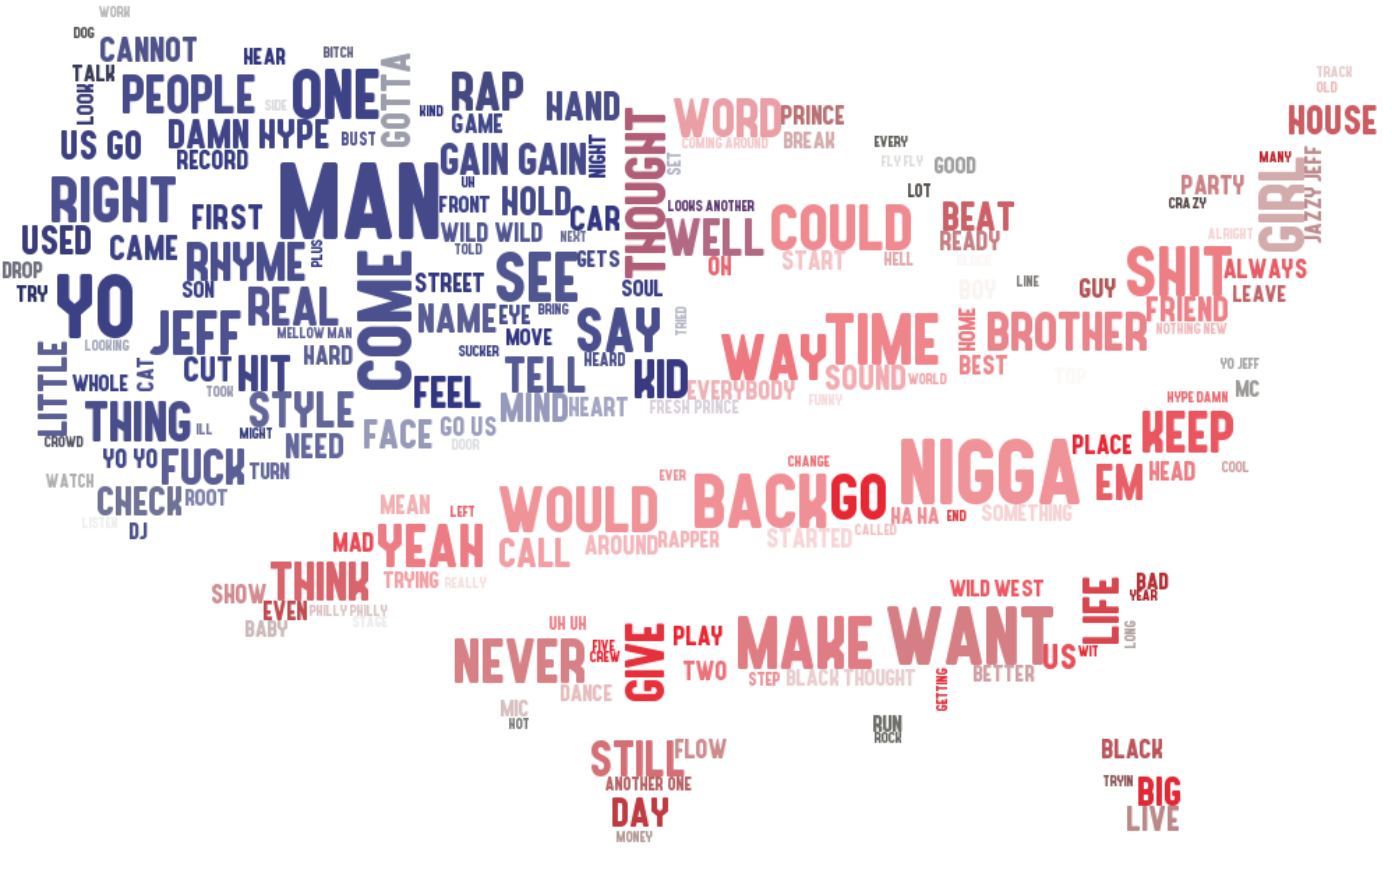 WORK
DOG
CANNOT
HEAR
BITCH
TALK
PEOPLE
LOOK
SIDE
ONE
GOTTA
KIND
RAP
GAME
HAND
US GO
DAMN HYPE
BUST
RECORD
GAIN GAIN
NIGHT
THOUGHT
WORD
PRINCE
COMING AROUND
BREAK
SET
EVERY
FLY FLY
GOOD
LOT
TRACK
OLD
HOUSE
MANY
GIRL
JAZZY JEFF
PARTY
CRAZY
ALRIGHT
RIGHT
FIRST
MAN
UH
FRONT
HOLD
CAR
WILD WILD
NEXT
TOLD
GETS
LOOKS ANOTHER
WELL
OH
COULD
START
HELL
BEAT
READY
BLOCK
BOY
LINE
GUY
SHIT
ALWAYS
LEAVE
FRIEND
NOTHING NEW
USED
CAME
RHYME
PLUS
DROP
TRY
YO
SON
REAL
COME
STREET
SEE
SOUL
NAME
EYE
BRING
MOVE
SAY
TRIED
JEFF
MELLOW MAN
HARD
LOOKING
LITTLE
WHOLE
CAT
CUT
HIT
TOOK
SUCKER
HEARD
TELL
KID
FEEL
WAY
TIME
HOME
BROTHER
BEST
SOUND
WORLD
EVERYBODY
FUNKY
FRESH PRINCE
TOP
YO JEFF
MC
HYPE DAMN
KEEP
THING
ILL
STYLE
MIGHT
NEED
FACE
GO US
DOOR
MIND
HEART
CROWD
YO YO
FUCK
TURN
WATCH
CHECK
ROOT
LISTEN
DJ
MEAN
LEFT
WOULD
EVER
CHANGE
BACK
GO
NIGGA
PLACE
EM
HEAD
COOL
HA HA
END
SOMETHING
CALLED
STARTED
RAPPER
AROUND
CALL
YEAH
MAD
THINK
TRYING
REALLY
SHOW
EVEN
PHILLY PHILLY
STAGE
BABY
WILD WEST
LIFE
BAD
YEAR
LONG
UH UH
NEVER
FIVE
CREW
GIVE
PLAY
TWO
MAKE
WANT
US
WIT
STEP
BLACK THOUGHT
BETTER
GETTING
DANCE
MIC
HOT
RUN
ROCK
STILL
FLOW
ANOTHER ONE
DAY
MONEY
BLACK
TRYIN
BIG
LIVE